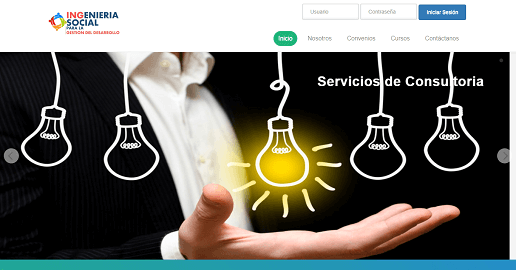 INGENIERIA
SOCIAL
PARA LA
GESTION DEL DESARROLLO
Usuario
Contraseña
Iniciar Sesión
Inicio
Nosotros
Convenios
Cursos
Contáctanos
Servicios de Consultoria